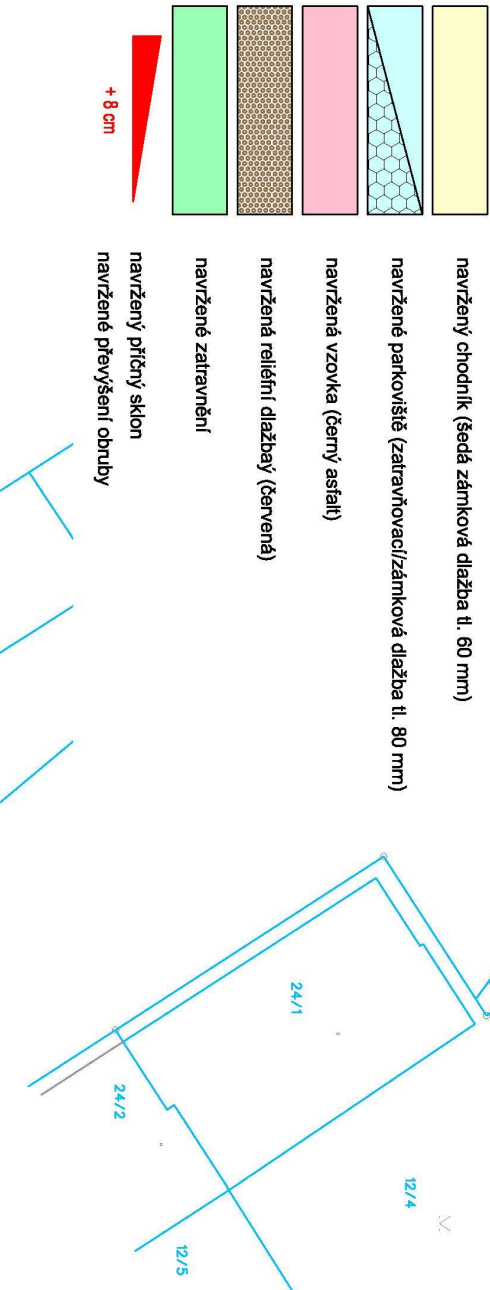 navržený chodník (šedá zámková dlažba tl. 60 mm)
navržené parkoviště (zatravňovací/zámková dlažba tl. 80 mm)
navržená vzovka (černý asfalt)
navržená reliéfní dlažbaý (červená)
navržené zatravnění
navržený příčný sklon
+ 8 cm
navržené převýšení obruby
24/1
12/4
24/2
12/5